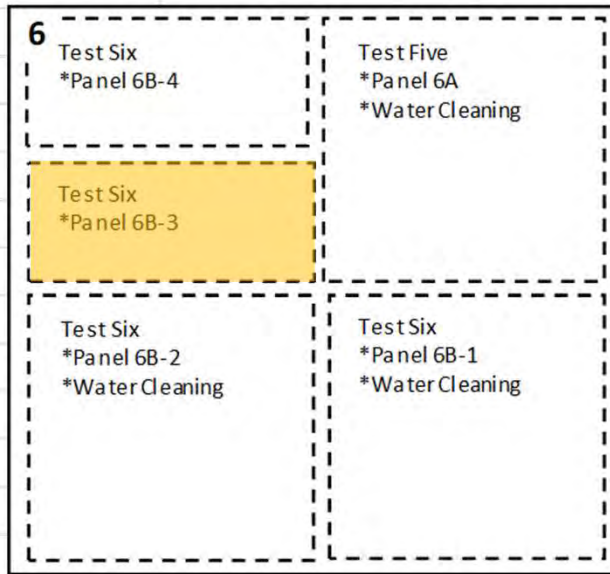 6
Test Six
*Panel 6B-4
Test Five
*Panel 6A
*Water Cleaning
Test Six
*Panel 6B-3
Test Six
*Panel 6B-2
*Water Cleaning
Test Six
*Panel 6B-1
*Water Cleaning